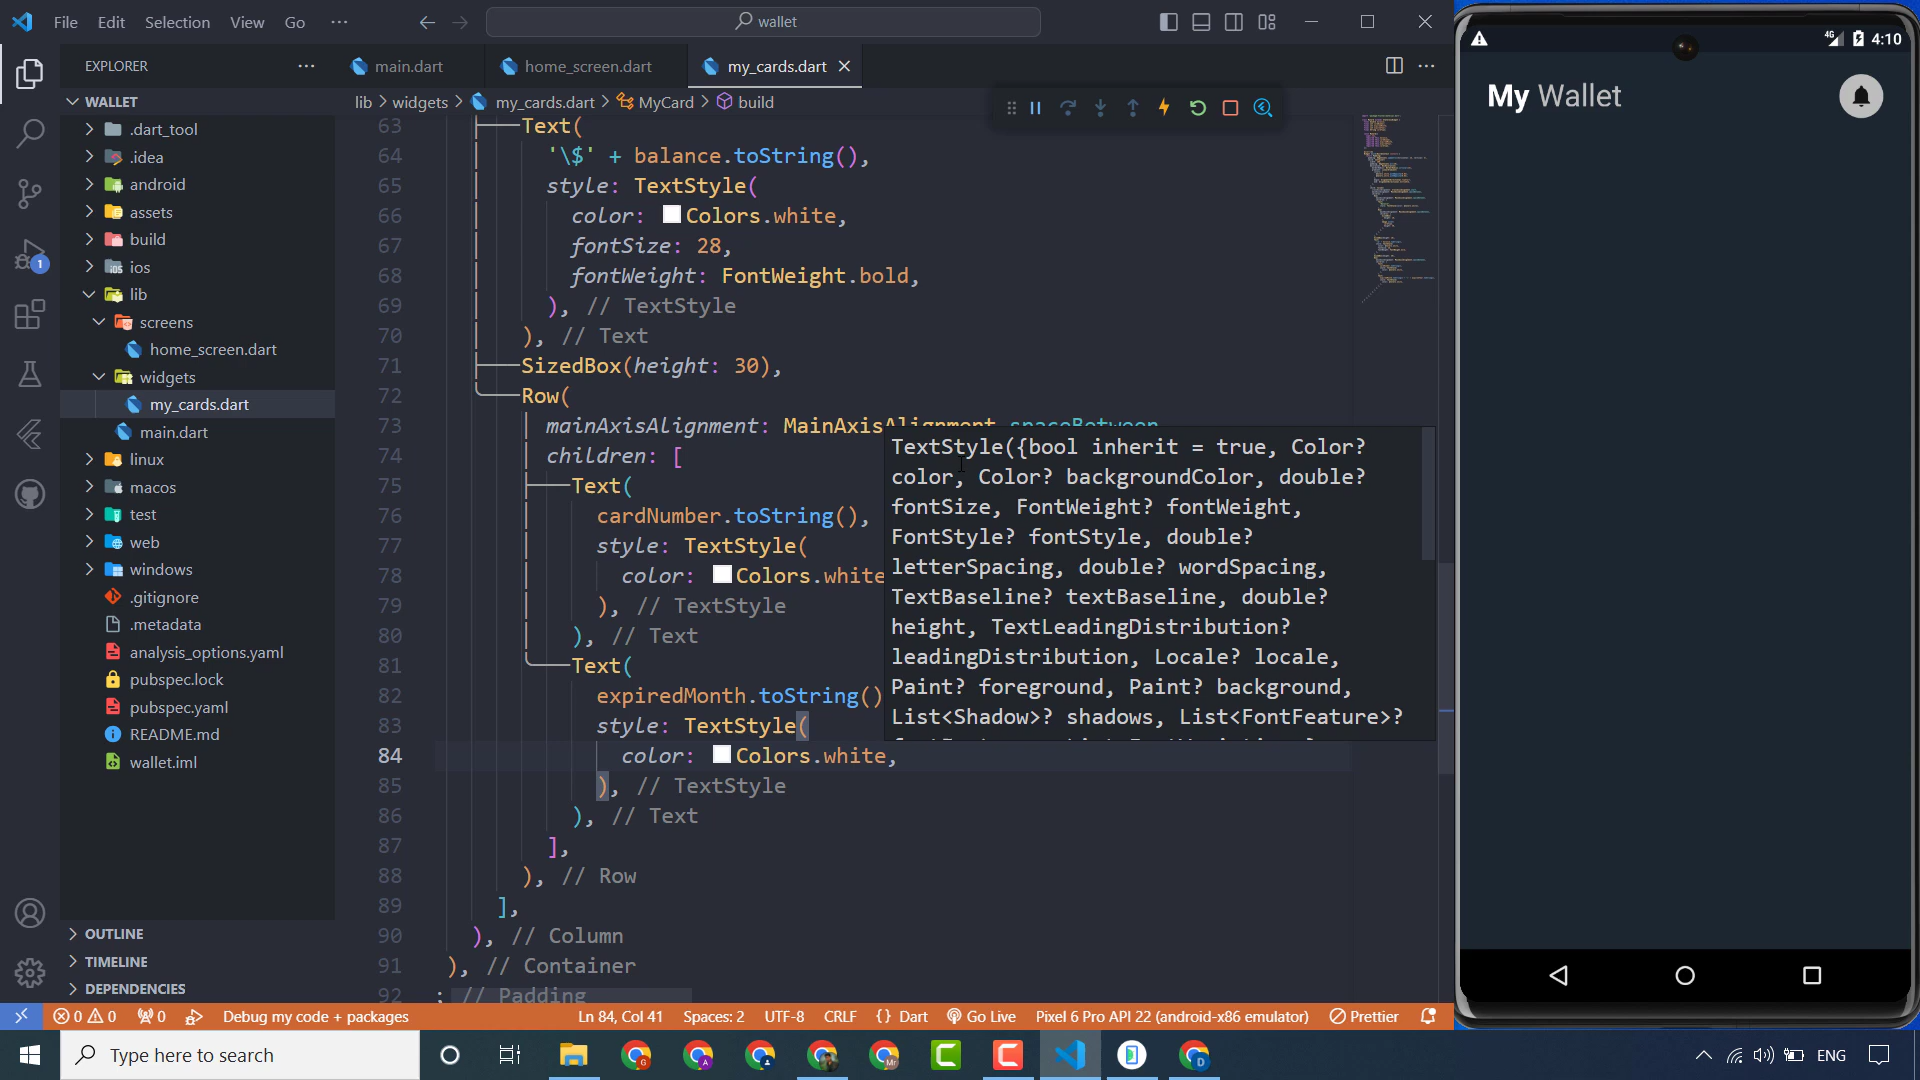 File Edit Selection View Go ···
wallet
EXPLORER
main.dart
home_screen.dart
my_cards.dart
WALLET
lib > widgets > my_cards.dart > MyCard > build
.dart_tool
.idea
android
assets
build
ios
lib
screens
home_screen.dart
widgets
my_cards.dart
main.dart
linux
macos
test
web
windows
.gitignore
.metadata
analysis_options.yaml
pubspec.lock
pubspec.yaml
README.md
wallet.iml
OUTLINE
TIMELINE
DEPENDENCIES
1
63 Text(
64 '\$' + balance.toString(),
65 style: TextStyle(
66 color: Colors.white,
67 fontSize: 28,
68 fontWeight: FontWeight.bold,
69 ), // TextStyle
70 ), // Text
71 SizedBox(height: 30),
72 Row(
73 mainAxisAlignment: MainAxisAlignment.spaceBetween
74 children: [
75 Text(
76 cardNumber.toString(),
77 style: TextStyle(
78 color: Colors.white
79 ), // TextStyle
80 ), // Text
81 Text(
82 expiredMonth.toString()
83 style: TextStyle(
84 color: Colors.white,
85 ), // TextStyle
86 ), // Text
87 ],
88 ), // Row
89 ],
90 ), // Column
91 ), // Container
92 ; // Padding
TextStyle({bool inherit = true, Color?
color, Color? backgroundColor, double?
fontSize, FontWeight? fontWeight,
FontStyle? fontStyle, double?
letterSpacing, double? wordSpacing,
TextBaseline? textBaseline, double?
height, TextLeadingDistribution?
leadingDistribution, Locale? locale,
Paint? foreground, Paint? background,
List<Shadow>? shadows, List<FontFeature>?
4G 4:10
My Wallet
0 0 0 Debug my code + packages Ln 84, Col 41 Spaces: 2 UTF-8 CRLF {} Dart Go Live Pixel 6 Pro API 22 (android-x86 emulator) Prettier
Type here to search
ENG